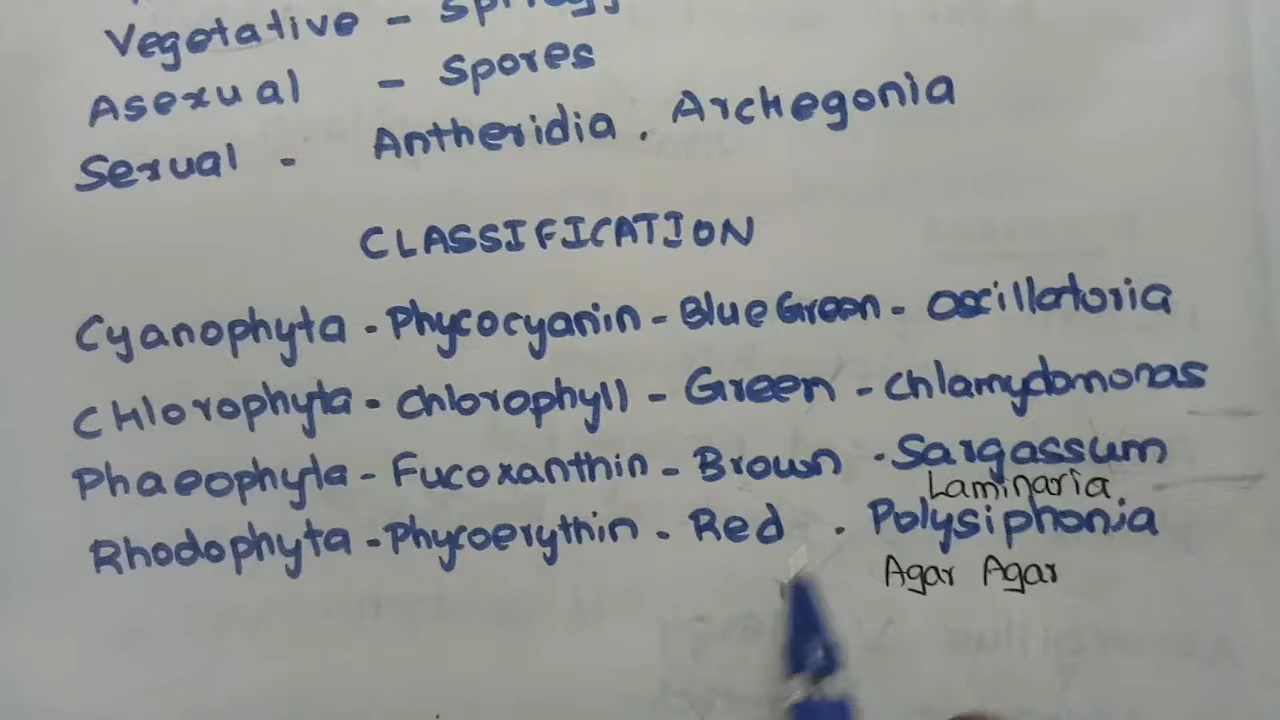 Vegetative -
Asexual - Spores
Sexual - Antheridia. Archegonia
CLASSIFICATION
Cyanophyta - Phycocyanin - Blue Green - oscillatoria
Chlorophyta - chlorophyll - Green - chlamydomonas
Phaeophyta - Fucoxanthin - Brown - Sargassum
Laminaria.
Rhodophyta - Phycoerythin - Red - Polysiphonia
Agar Agar